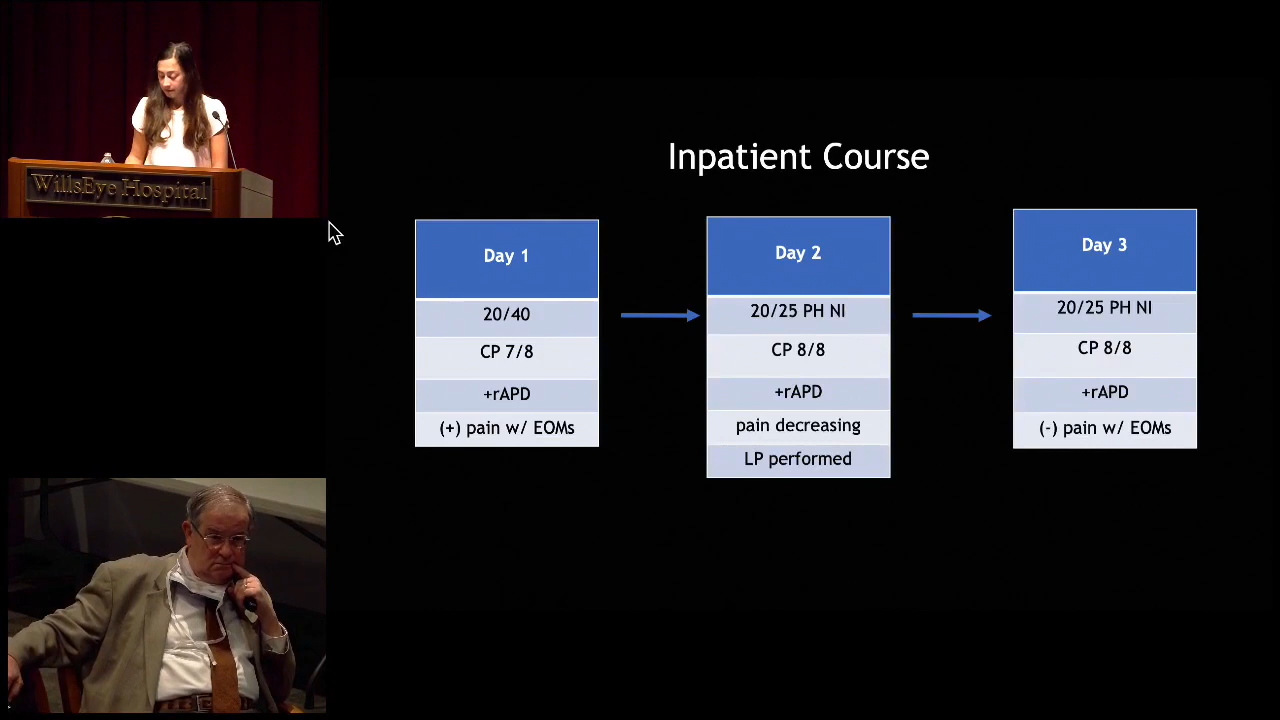 WillsEye Hospital
Inpatient Course
Day 1
20/40
CP 7/8
+rAPD
(+) pain w/ EOMs
Day 2
20/25 PH NI
CP 8/8
+rAPD
pain decreasing
LP performed
Day 3
20/25 PH NI
CP 8/8
+rAPD
(-) pain w/ EOMs